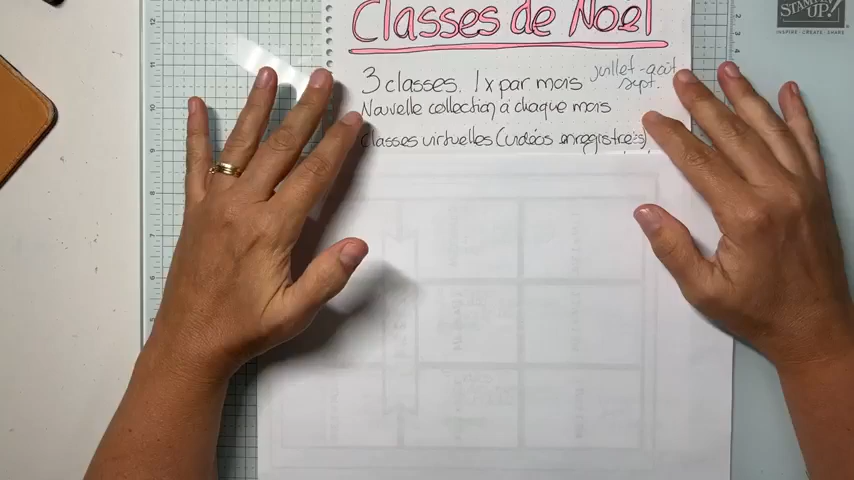 STAMPIN' UP!
INSPIRE · CREATE · SHARE
Classes de Noël
3 classes. 1x par mois juillet-août
sept.
Nouvelle collection à chaque mois
Classes virtuelles (vidéos enregistrées)